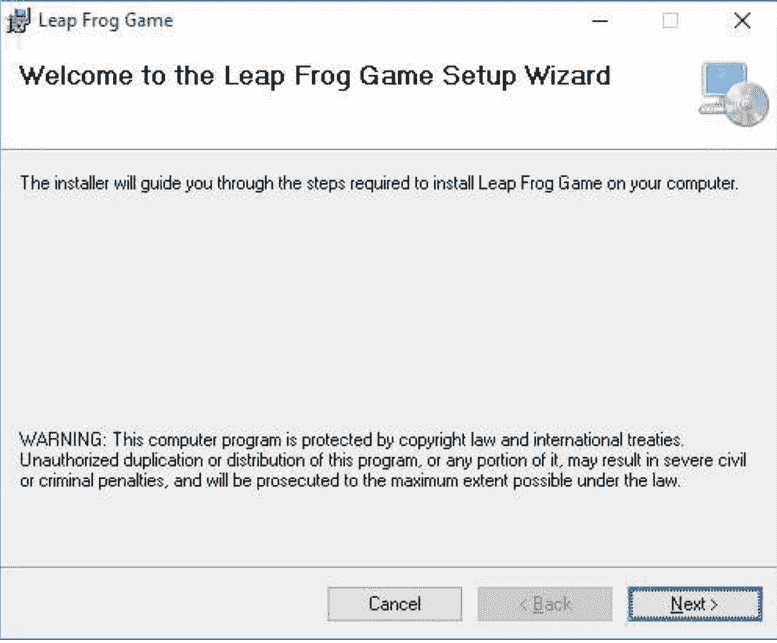 Leap Frog Game
Welcome to the Leap Frog Game Setup Wizard
The installer will guide you through the steps required to install Leap Frog Game on your computer.
WARNING: This computer program is protected by copyright law and international treaties.
Unauthorized duplication or distribution of this program, or any portion of it, may result in severe civil
or criminal penalties, and will be prosecuted to the maximum extent possible under the law.
Cancel < Back Next >